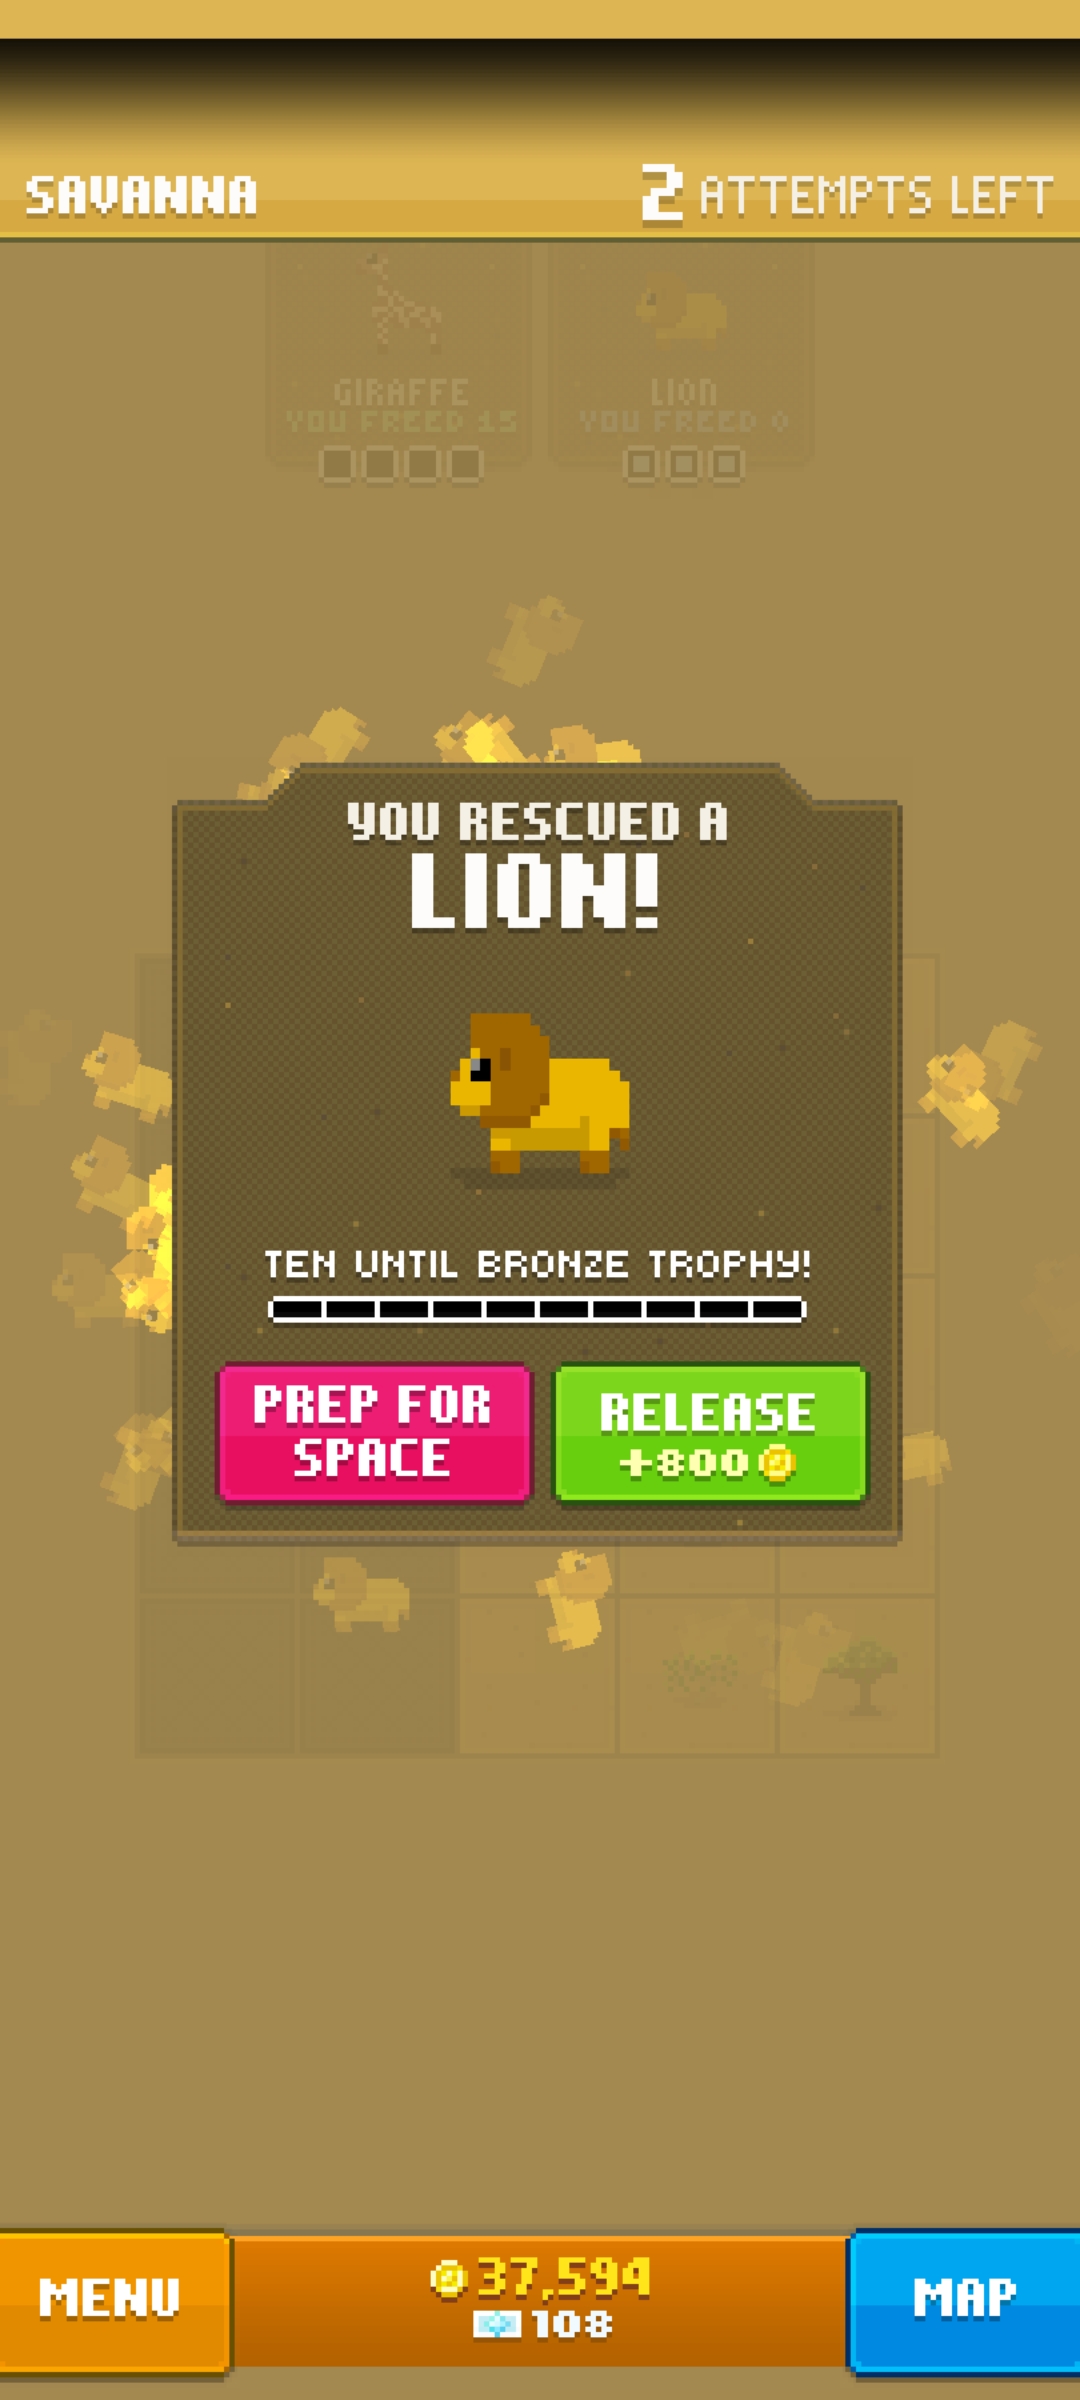 SAVANNA
2 ATTEMPTS LEFT
GIRAFFE
YOU FREED 15
LION
YOU FREED 0
YOU RESCUED A
LION!
TEN UNTIL BRONZE TROPHY!
PREP FOR
SPACE
RELEASE
+800
MENU
37,594
108
MAP